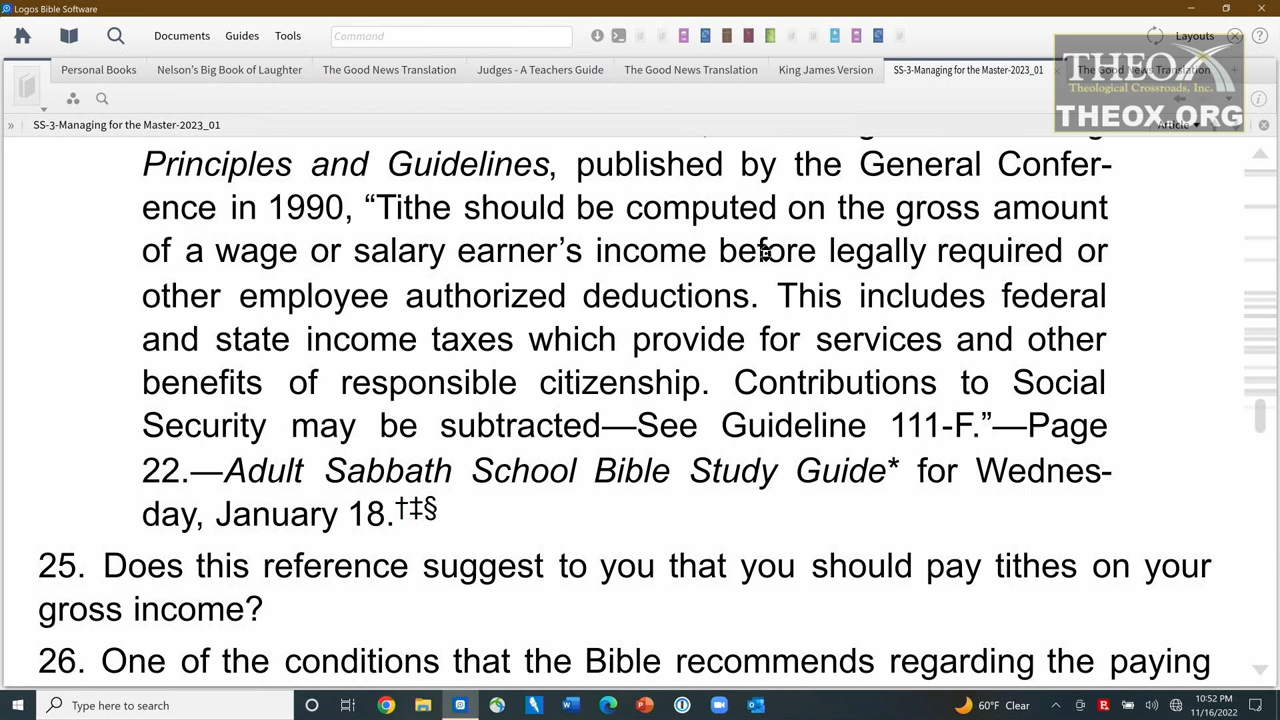 Logos Bible Software
Documents Guides Tools Command Layouts
Personal Books Nelson's Big Book of Laughter The Go Judges - A Teachers Guide The Good News Translation King James Version SS-3-Managing for the Master-2023_01 The Good News Translation
THEOX
Theological Crossroads, Inc.
THEOX.ORG
SS-3-Managing for the Master-2023_01 Article
Principles and Guidelines, published by the General Confer-
ence in 1990, “Tithe should be computed on the gross amount
of a wage or salary earner’s income before legally required or
other employee authorized deductions. This includes federal
and state income taxes which provide for services and other
benefits of responsible citizenship. Contributions to Social
Security may be subtracted—See Guideline 111-F.”—Page
22.—Adult Sabbath School Bible Study Guide* for Wednes-
day, January 18.†‡§
25. Does this reference suggest to you that you should pay tithes on your
gross income?
26. One of the conditions that the Bible recommends regarding the paying
Type here to search 60°F Clear 10:52 PM
11/16/2022